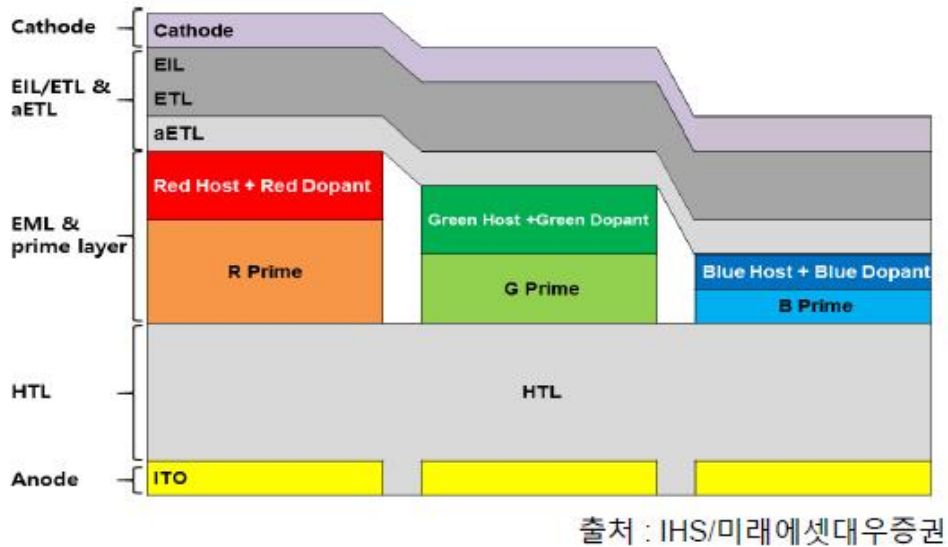 Cathode
Cathode
EIL/ETL &
aETL
EIL
ETL
aETL
EML &
prime layer
Red Host + Red Dopant
R Prime
Green Host +Green Dopant
G Prime
Blue Host + Blue Dopant
B Prime
HTL
HTL
Anode
ITO
출처 : IHS/미래에셋대우증권